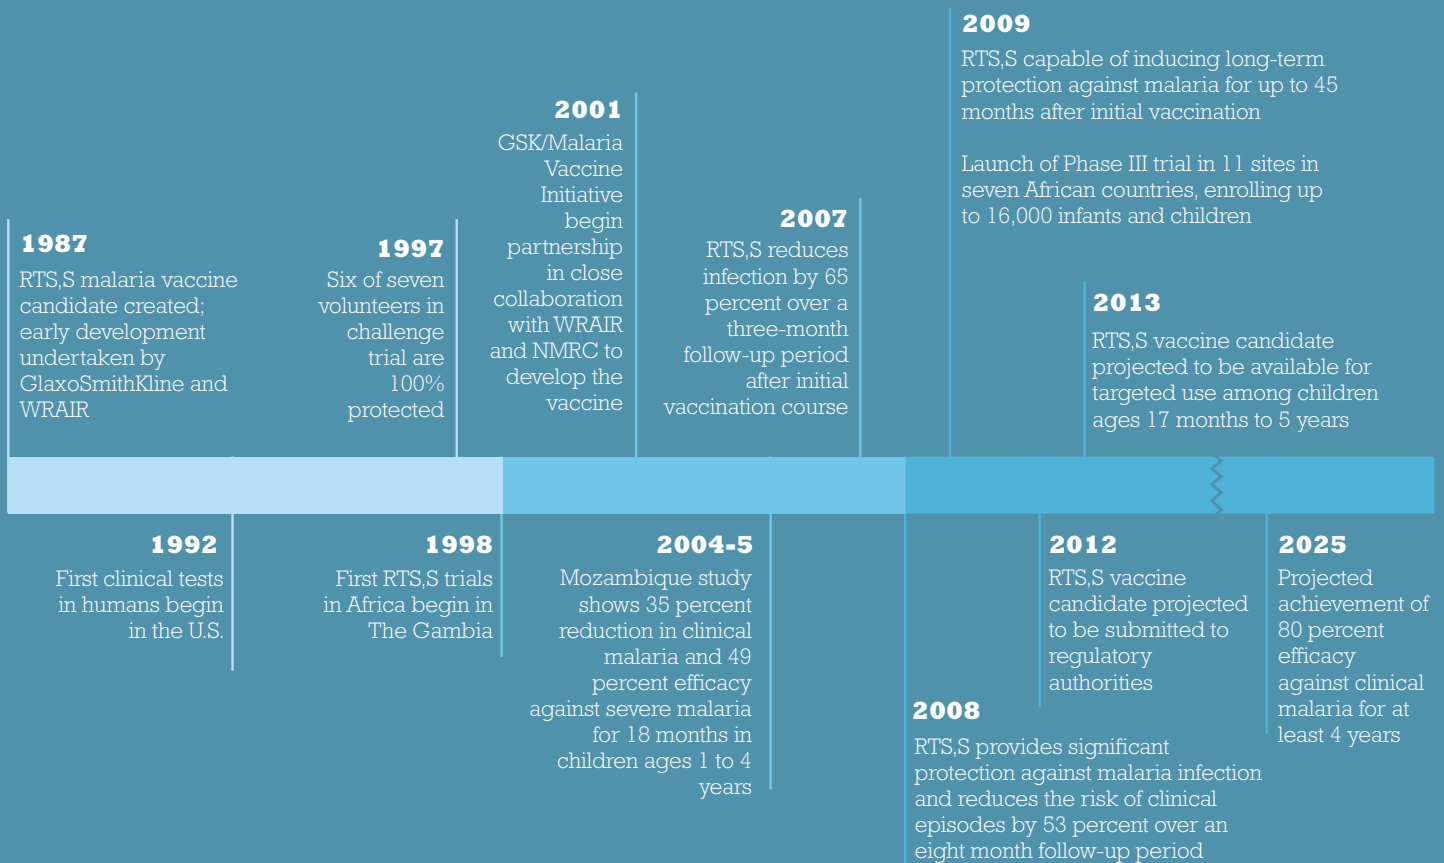 1987
RTS,S malaria vaccine
candidate created;
early development
undertaken by
GlaxoSmithKline and
WRAIR
1992
First clinical tests
in humans begin
in the U.S.
1997
Six of seven
volunteers in
challenge
trial are
100%
protected
1998
First RTS,S trials
in Africa begin in
The Gambia
2001
GSK/Malaria
Vaccine
Initiative
begin
partnership
in close
collaboration
with WRAIR
and NMRC to
develop the
vaccine
2004-5
Mozambique study
shows 35 percent
reduction in clinical
malaria and 49
percent efficacy
against severe malaria
for 18 months in
children ages 1 to 4
years
2007
RTS,S reduces
infection by 65
percent over a
three-month
follow-up period
after initial
vaccination course
2008
RTS,S provides significant
protection against malaria infection
and reduces the risk of clinical
episodes by 53 percent over an
eight month follow-up period
2009
RTS,S capable of inducing long-term
protection against malaria for up to 45
months after initial vaccination
Launch of Phase III trial in 11 sites in
seven African countries, enrolling up
to 16,000 infants and children
2012
RTS,S vaccine
candidate projected
to be submitted to
regulatory
authorities
2013
RTS,S vaccine candidate
projected to be available for
targeted use among children
ages 17 months to 5 years
2025
Projected
achievement of
80 percent
efficacy
against clinical
malaria for at
least 4 years